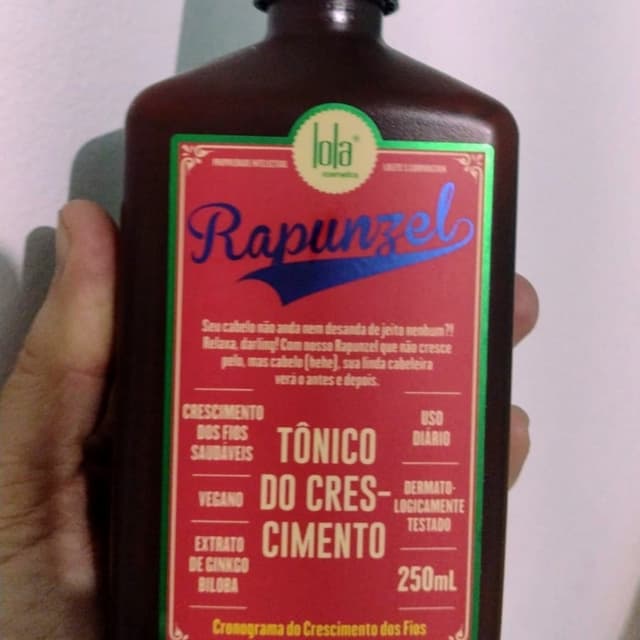 lola
cosmetics
Rapunzel
Seu cabelo não anda nem desanda de jeito nenhum?!
Relaxa, darling! Com nosso Rapunzel que não cresce
pelo, mas cabelo (hehe), sua linda cabeleira
verá o antes e depois.
CRESCIMENTO
DOS FIOS
SAUDÁVEIS
VEGANO
EXTRATO
DE GINKGO
BILOBA
TÔNICO
DO CRES-
CIMENTO
USO
DIÁRIO
DERMATO-
LOGICAMENTE
TESTADO
250mL
Cronograma do Crescimento dos Fios